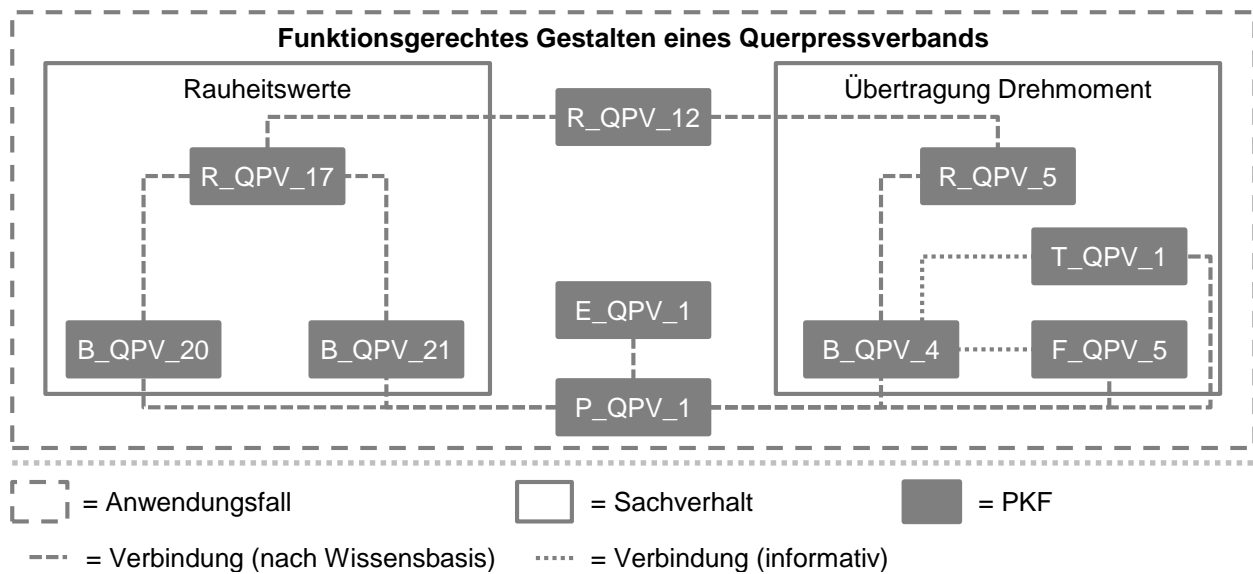 Funktionsgerechtes Gestalten eines Querpressverbands
Rauheitswerte
Übertragung Drehmoment
R_QPV_12
R_QPV_17
R_QPV_5
T_QPV_1
E_QPV_1
B_QPV_20
B_QPV_21
B_QPV_4
F_QPV_5
P_QPV_1
= Anwendungsfall
= Sachverhalt
= PKF
= Verbindung (nach Wissensbasis)
= Verbindung (informativ)